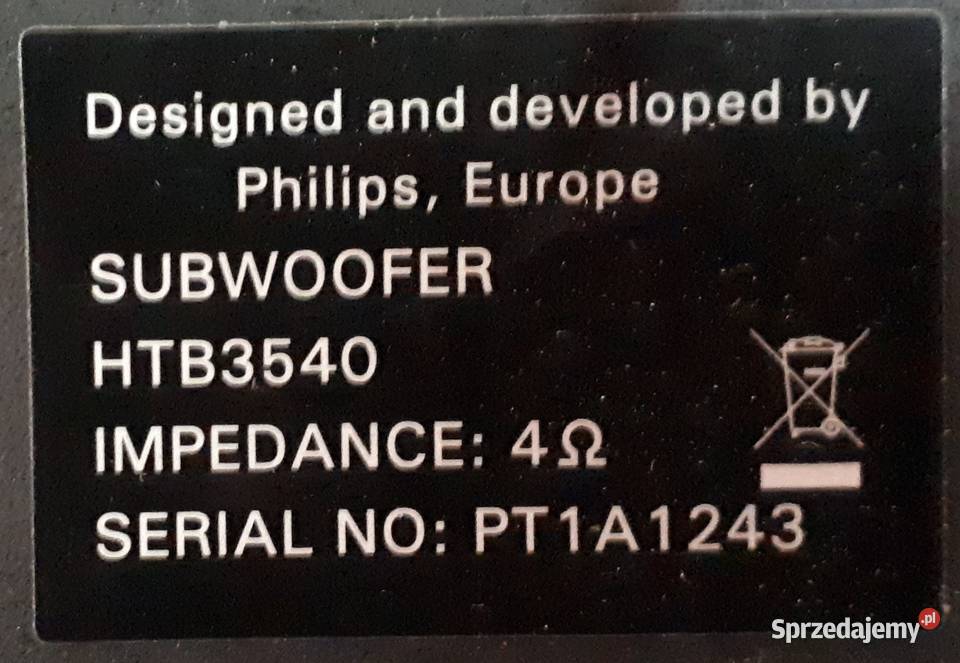 Designed and developed by
Philips, Europe
SUBWOOFER
HTB3540
IMPEDANCE: 4Ω
SERIAL NO: PT1A1243
Sprzedajemy.pl